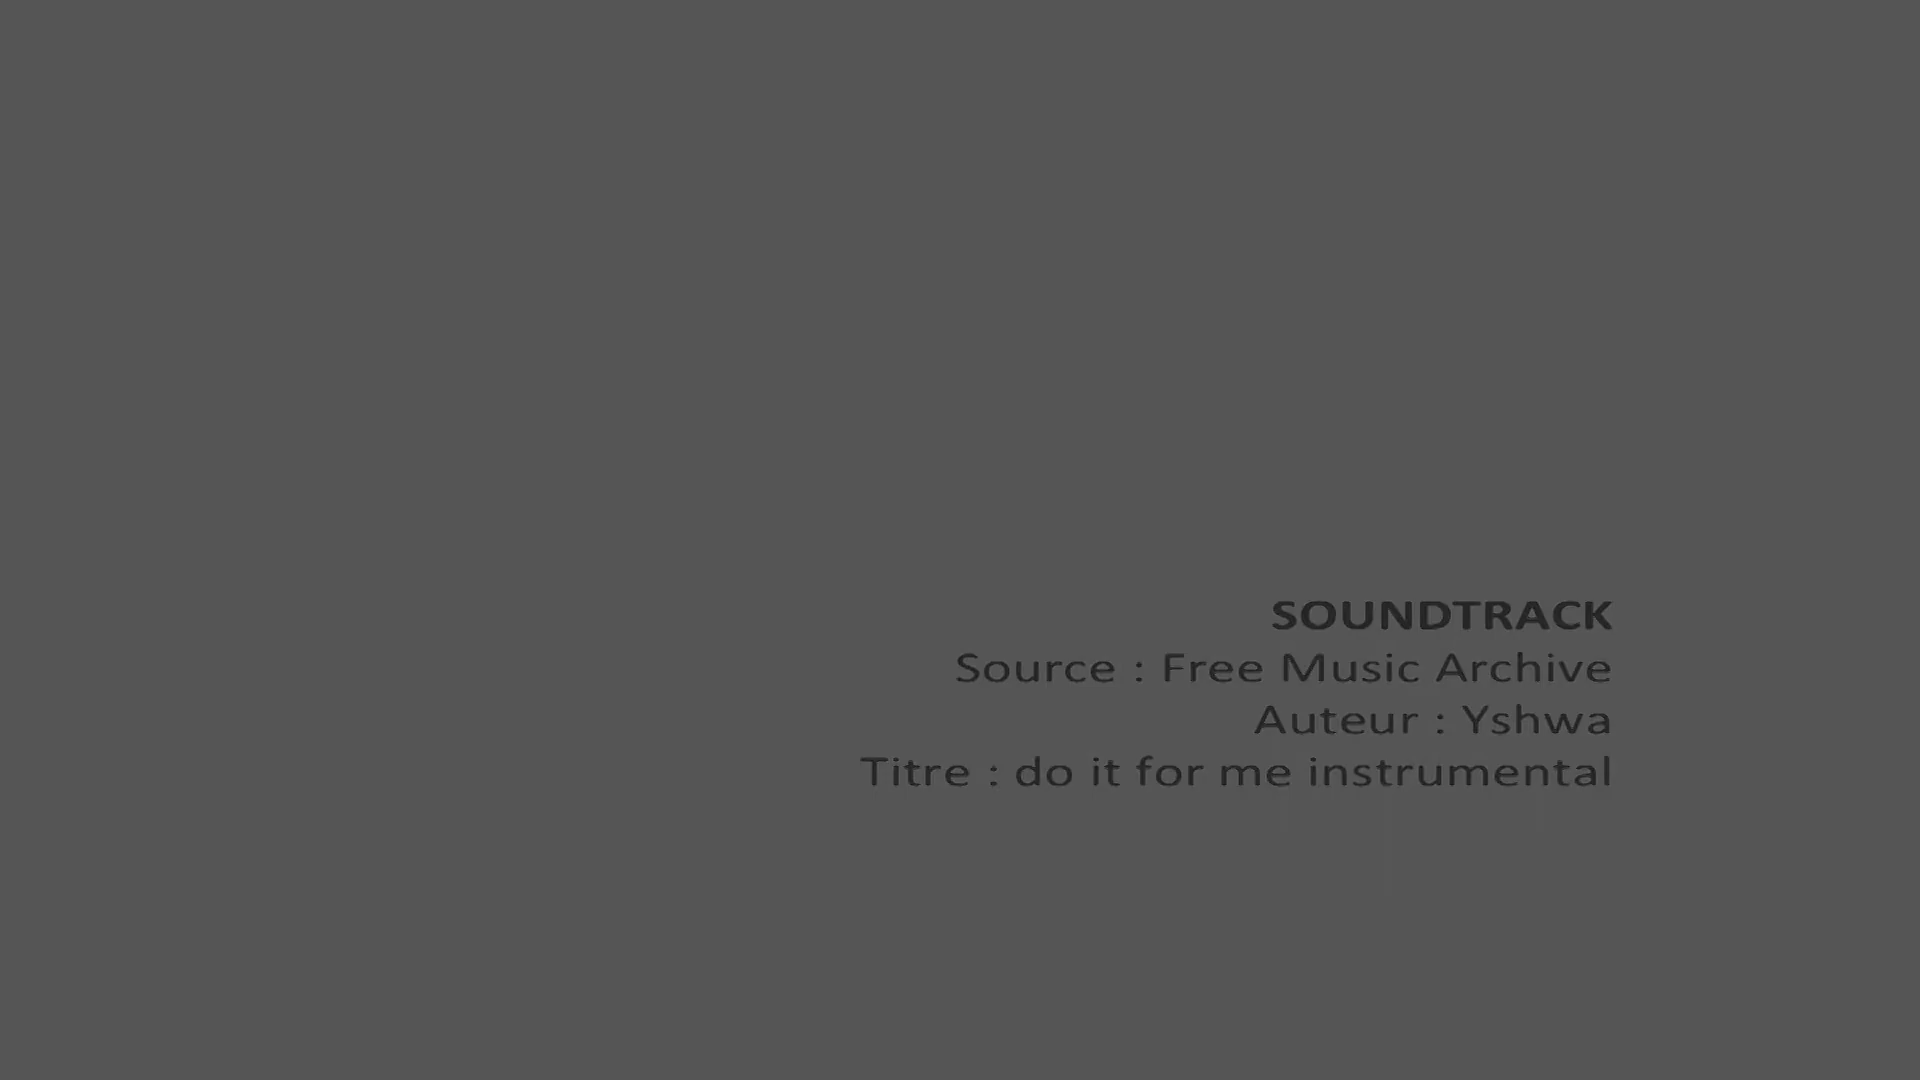 SOUNDTRACK
Source : Free Music Archive
Auteur : Yshwa
Titre : do it for me instrumental